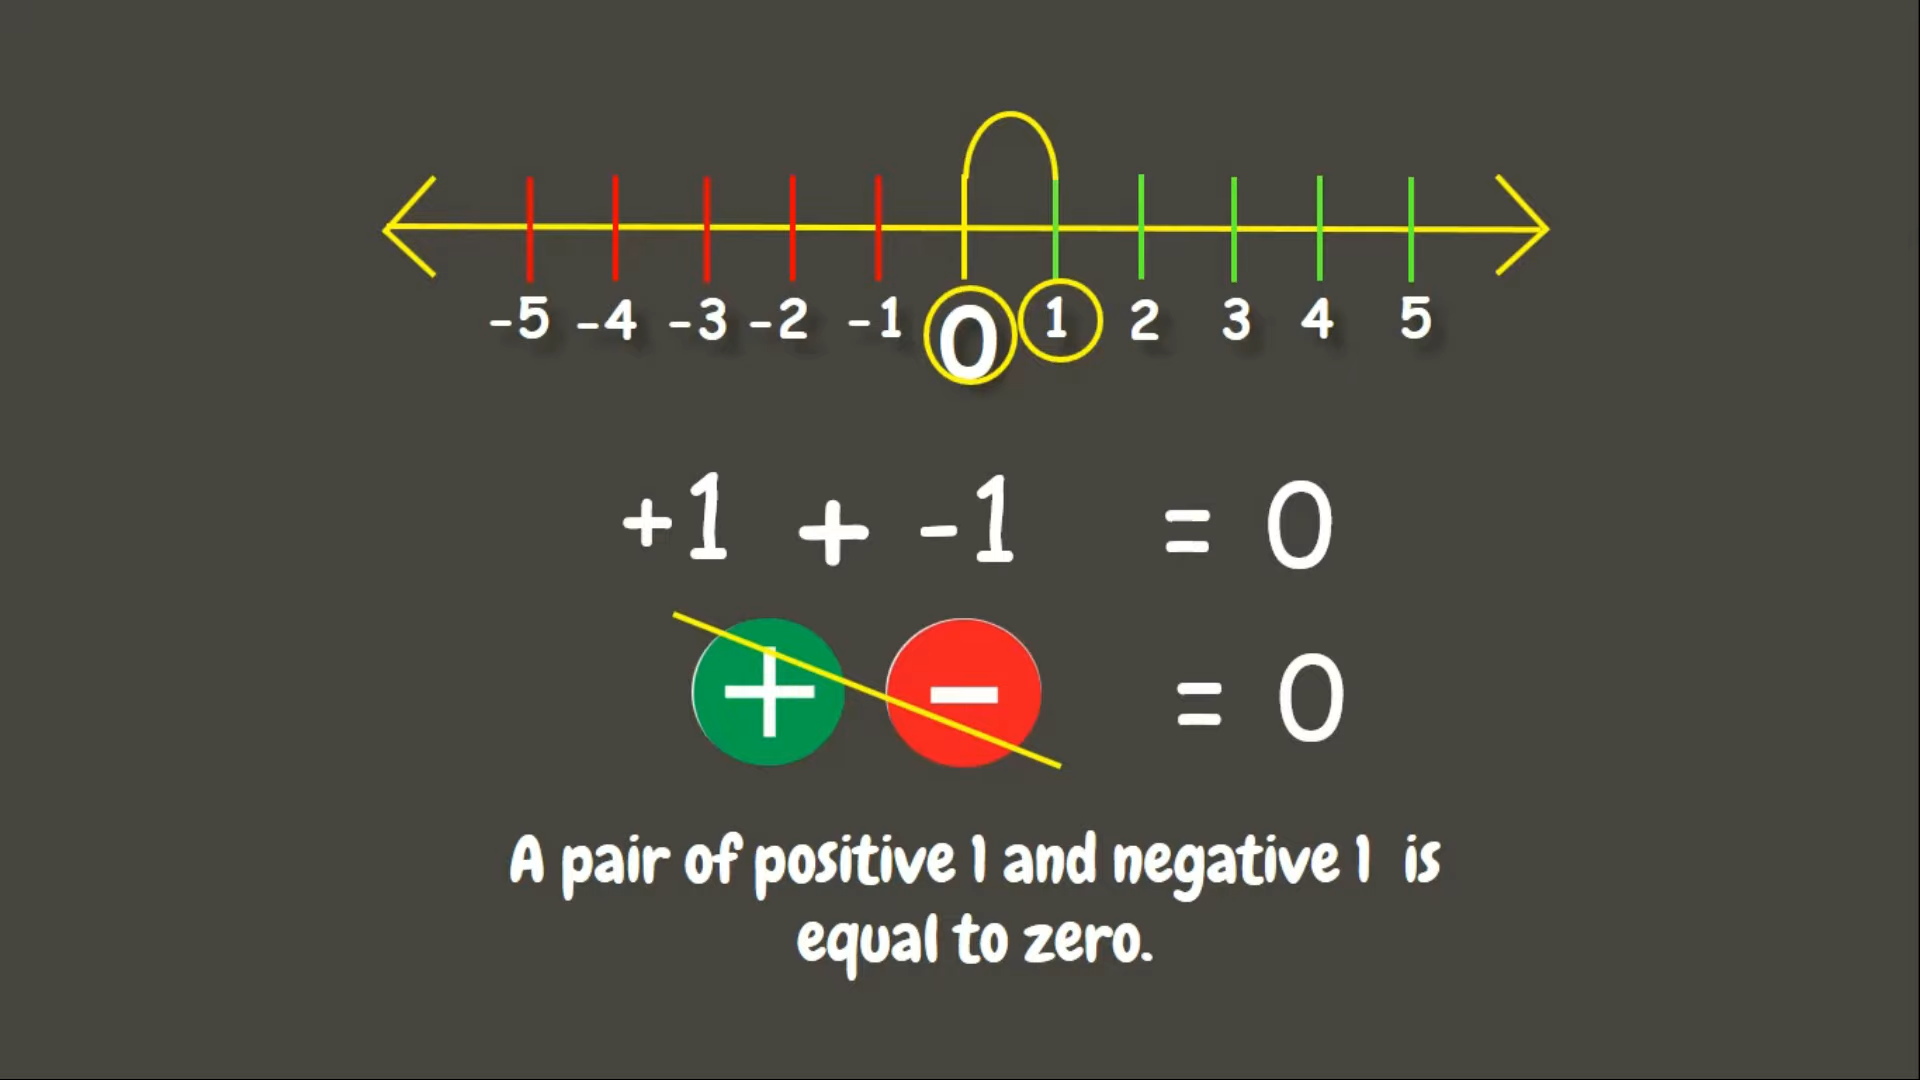 -5 -4 -3 -2 -1 0 1 2 3 4 5
+1 + -1 = 0
+ - = 0
A pair of positive 1 and negative 1 is
equal to zero.